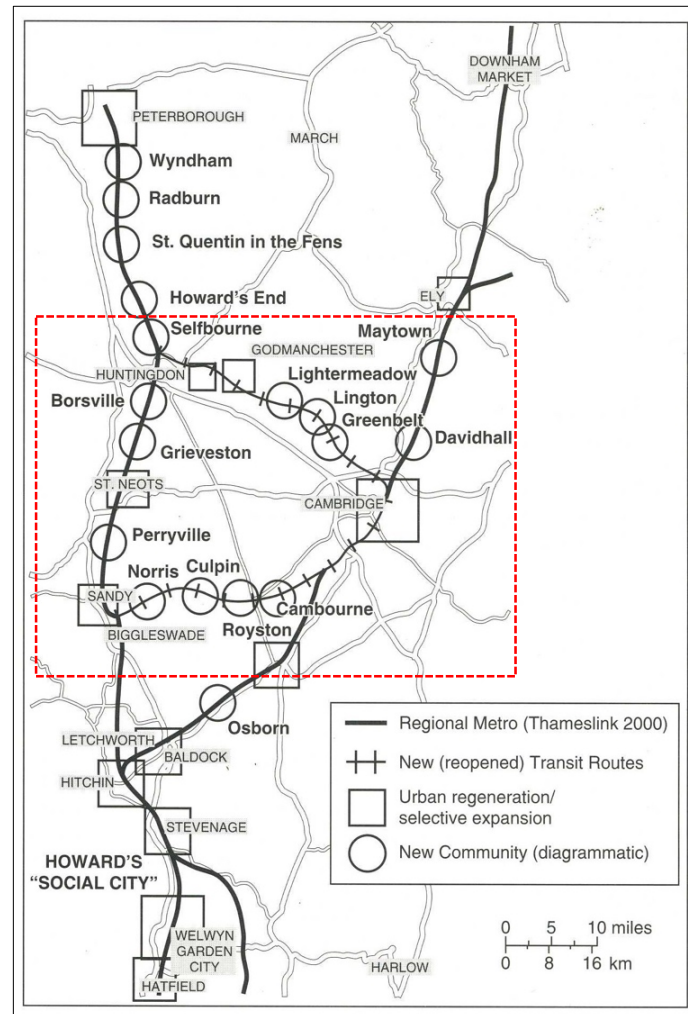 DOWNHAM
MARKET
PETERBOROUGH
MARCH
Wyndham
Radburn
St. Quentin in the Fens
ELY
Howard's End
Selfbourne
Maytown
GODMANCHESTER
HUNTINGDON
Lightermeadow
Borsville
Lington
Greenbelt
Grieveston
Davidhall
ST. NEOTS
CAMBRIDGE
Perryville
Norris
Culpin
SANDY
Cambourne
BIGGLESWADE
Royston
Osborn
LETCHWORTH
BALDOCK
HITCHIN
STEVENAGE
HOWARD'S
"SOCIAL CITY"
WELWYN
GARDEN
CITY
HATFIELD
HARLOW
Regional Metro (Thameslink 2000)
New (reopened) Transit Routes
Urban regeneration/
selective expansion
New Community (diagrammatic)
0 5 10 miles
0 8 16 km